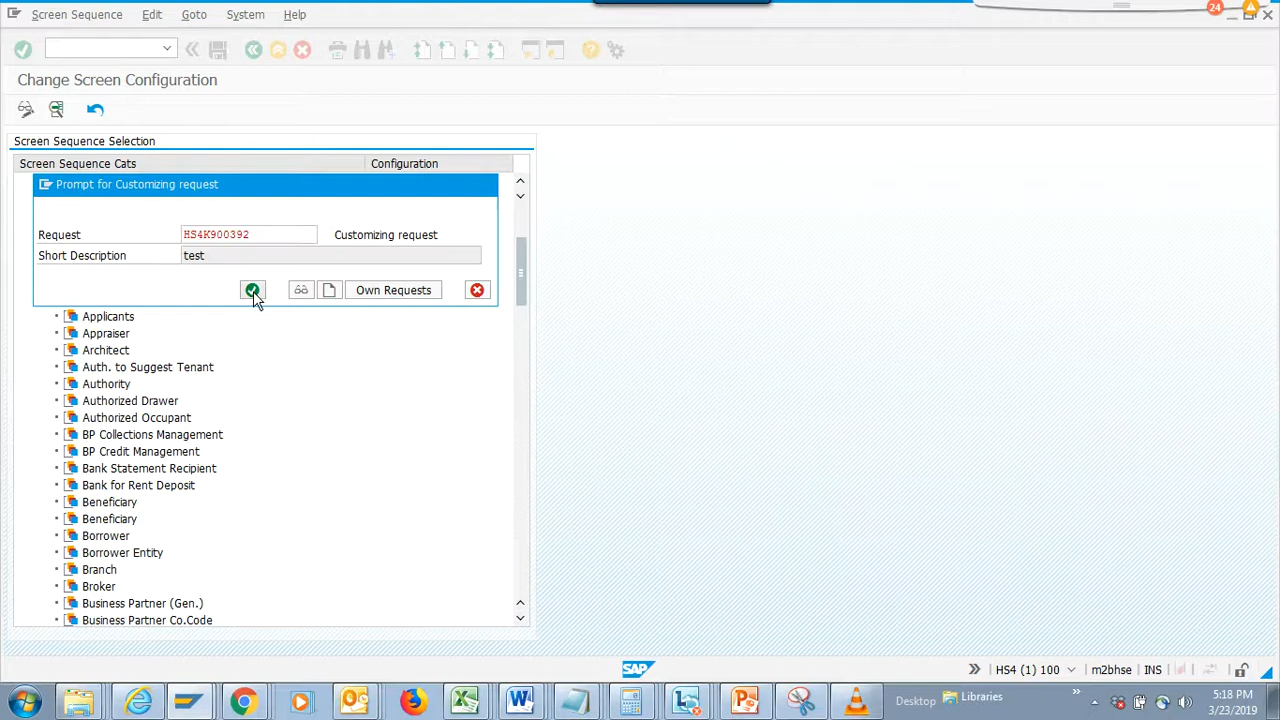 24
Screen Sequence Edit Goto System Help
Change Screen Configuration
Screen Sequence Selection
Screen Sequence Cats Configuration
Prompt for Customizing request
Request HS4K900392 Customizing request
Short Description test
Own Requests
Applicants
Appraiser
Architect
Auth. to Suggest Tenant
Authority
Authorized Drawer
Authorized Occupant
BP Collections Management
BP Credit Management
Bank Statement Recipient
Bank for Rent Deposit
Beneficiary
Beneficiary
Borrower
Borrower Entity
Branch
Broker
Business Partner (Gen.)
Business Partner Co.Code
SAP HS4 (1) 100 m2bhse INS
Desktop Libraries 5:18 PM
3/23/2019